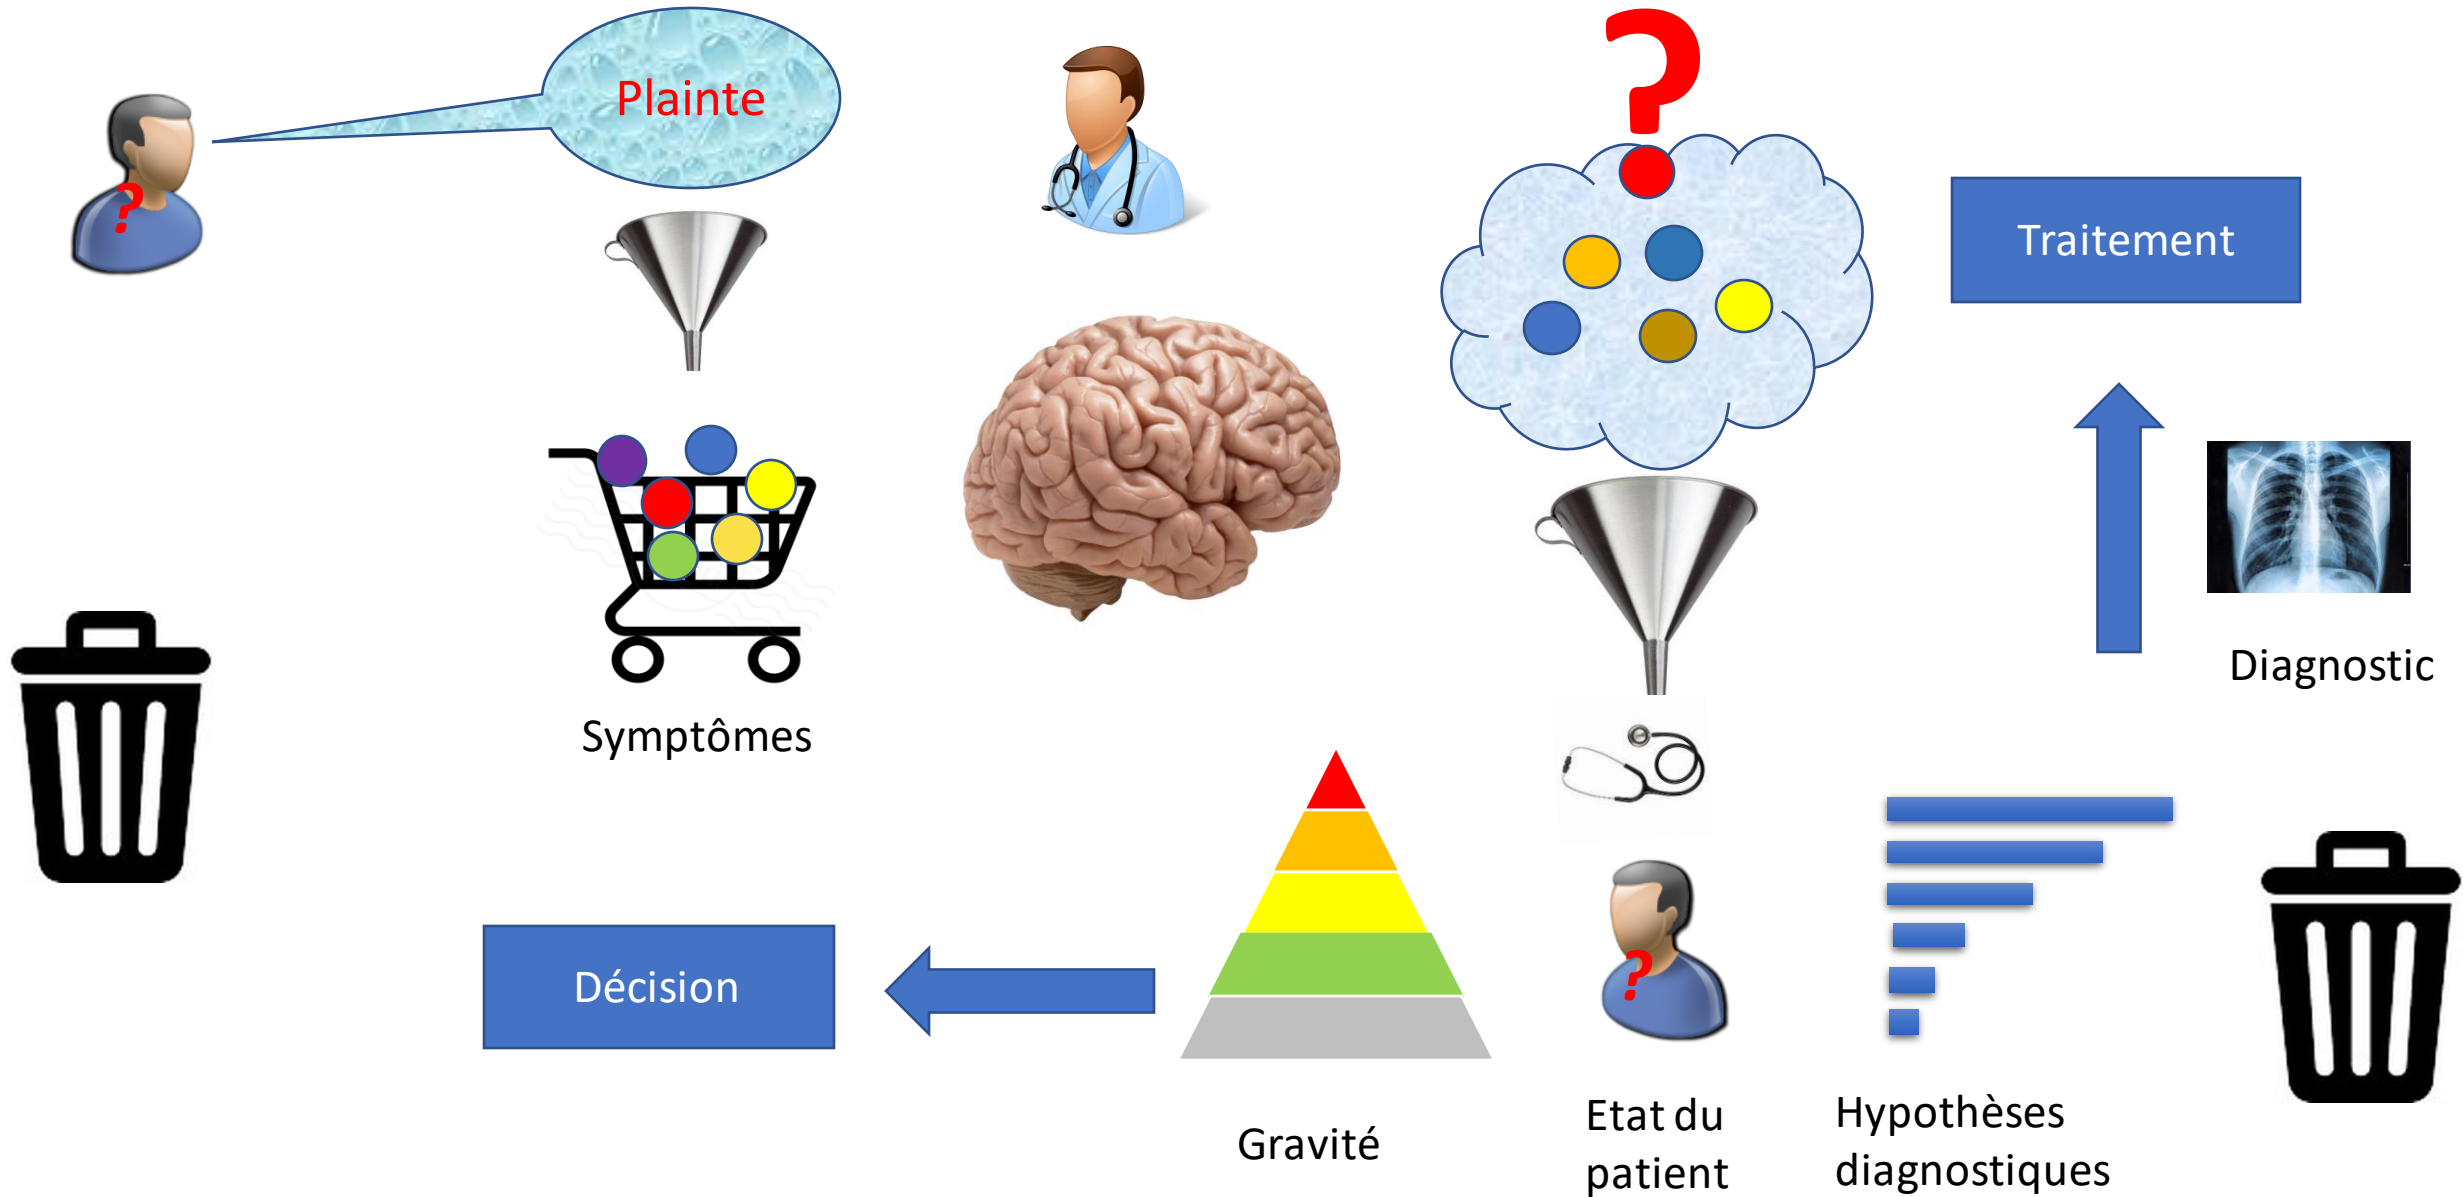 Plainte
?
?
Traitement
Symptômes
Diagnostic
Décision
?
Gravité
Etat du
patient
Hypothèses
diagnostiques